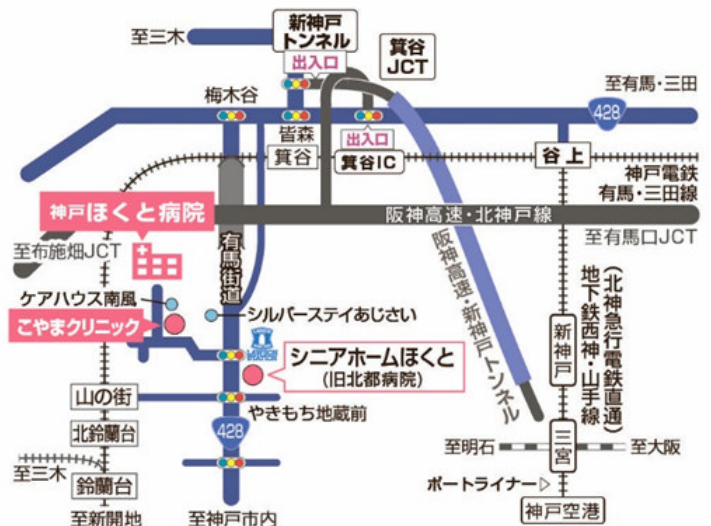 至三木
新神戸
トンネル
出入口
箕谷
JCT
至有馬・三田
梅木谷
428
皆森
出入口
箕谷
箕谷IC
谷上
神戸電鉄
有馬・三田線
神戸ほくと病院
阪神高速・北神戸線
至布施畑JCT
至有馬口JCT
有馬街道
阪神高速・新神戸トンネル
ケアハウス南風
シルバーステイあじさい
こやまクリニック
LAWSON
シニアホームほくと
(旧北都病院)
新神戸
地下鉄西神・山手線
(北神急行電鉄直通)
山の街
やきもち地蔵前
北鈴蘭台
428
三宮
至明石
至大阪
至三木
鈴蘭台
ポートライナー▷
神戸空港
至新開地
至神戸市内